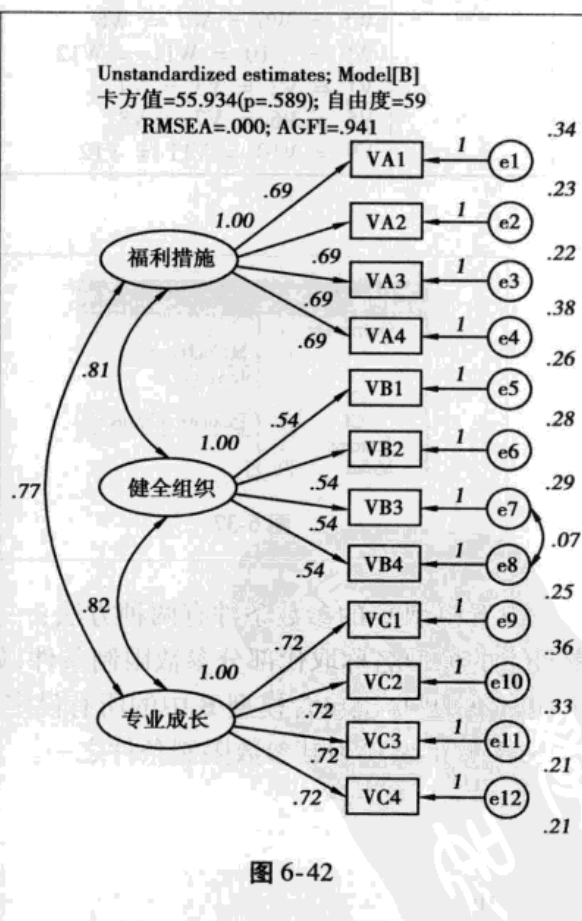 Unstandardized estimates; Model[B]
卡方值=55.934(p=.589); 自由度=59
RMSEA=.000; AGFI=.941
.34
.69 VA1 1 e1
.23
1.00 VA2 1 e2
福利措施 .22
.69 VA3 1 e3
.69 .38
.69 VA4 1 e4
.26
.81 VB1 1 e5
.54 .28
1.00 VB2 1 e6
.77 健全组织 .54 .29
VB3 1 e7
.54 .07
.54 VB4 1 e8
.82 .25
.72 VC1 1 e9
1.00 .36
VC2 1 e10
专业成长 .72 .33
.72 VC3 1 e11
.21
.72 VC4 1 e12
.21
图 6-42